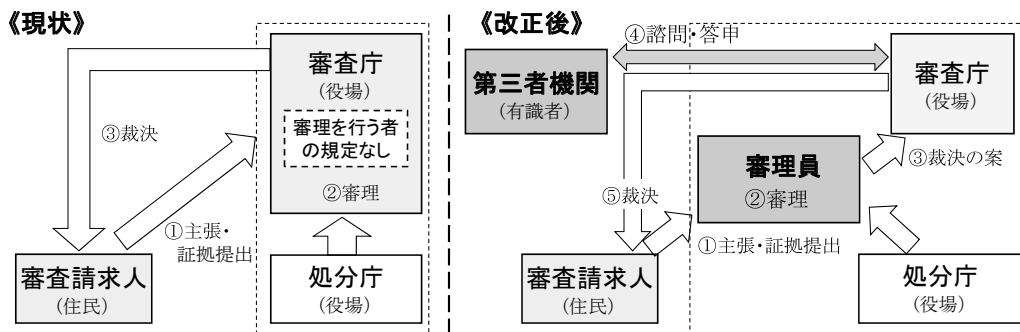 《現状》
審査庁
(役場)
審理を行う者
の規定なし
②審理
③裁決
①主張・
証拠提出
審査請求人
(住民)
処分庁
(役場)
《改正後》
④諮問・答申
第三者機関
(有識者)
審査庁
(役場)
審理員
②審理
③裁決の案
⑤裁決
①主張・証拠提出
審査請求人
(住民)
処分庁
(役場)